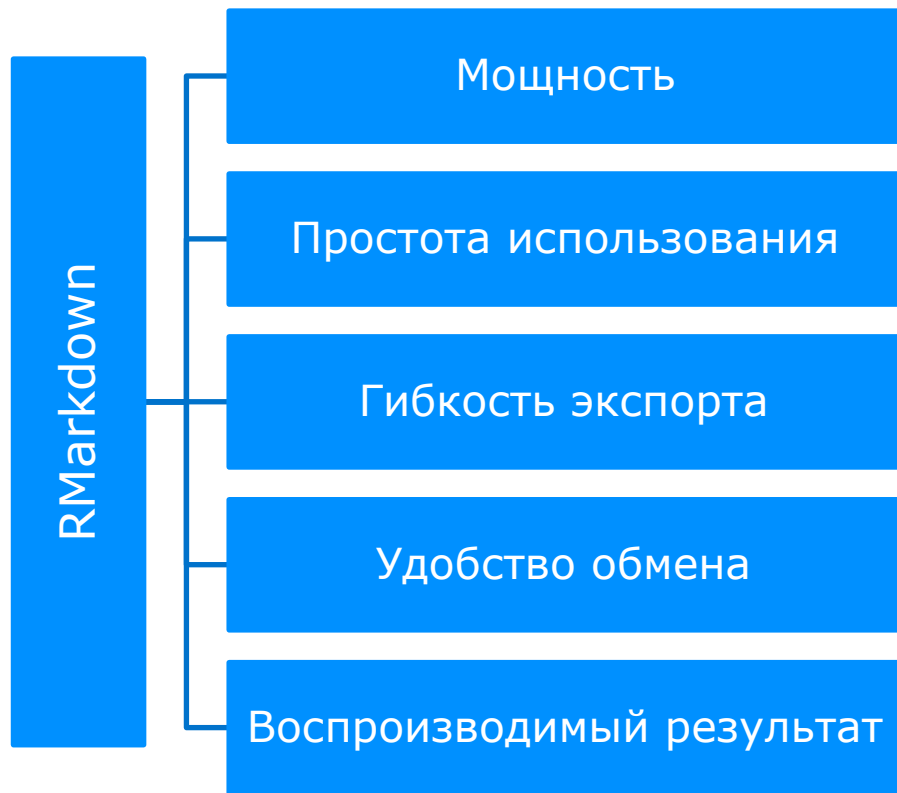 RMarkdown
Мощность
Простота использования
Гибкость экспорта
Удобство обмена
Воспроизводимый результат